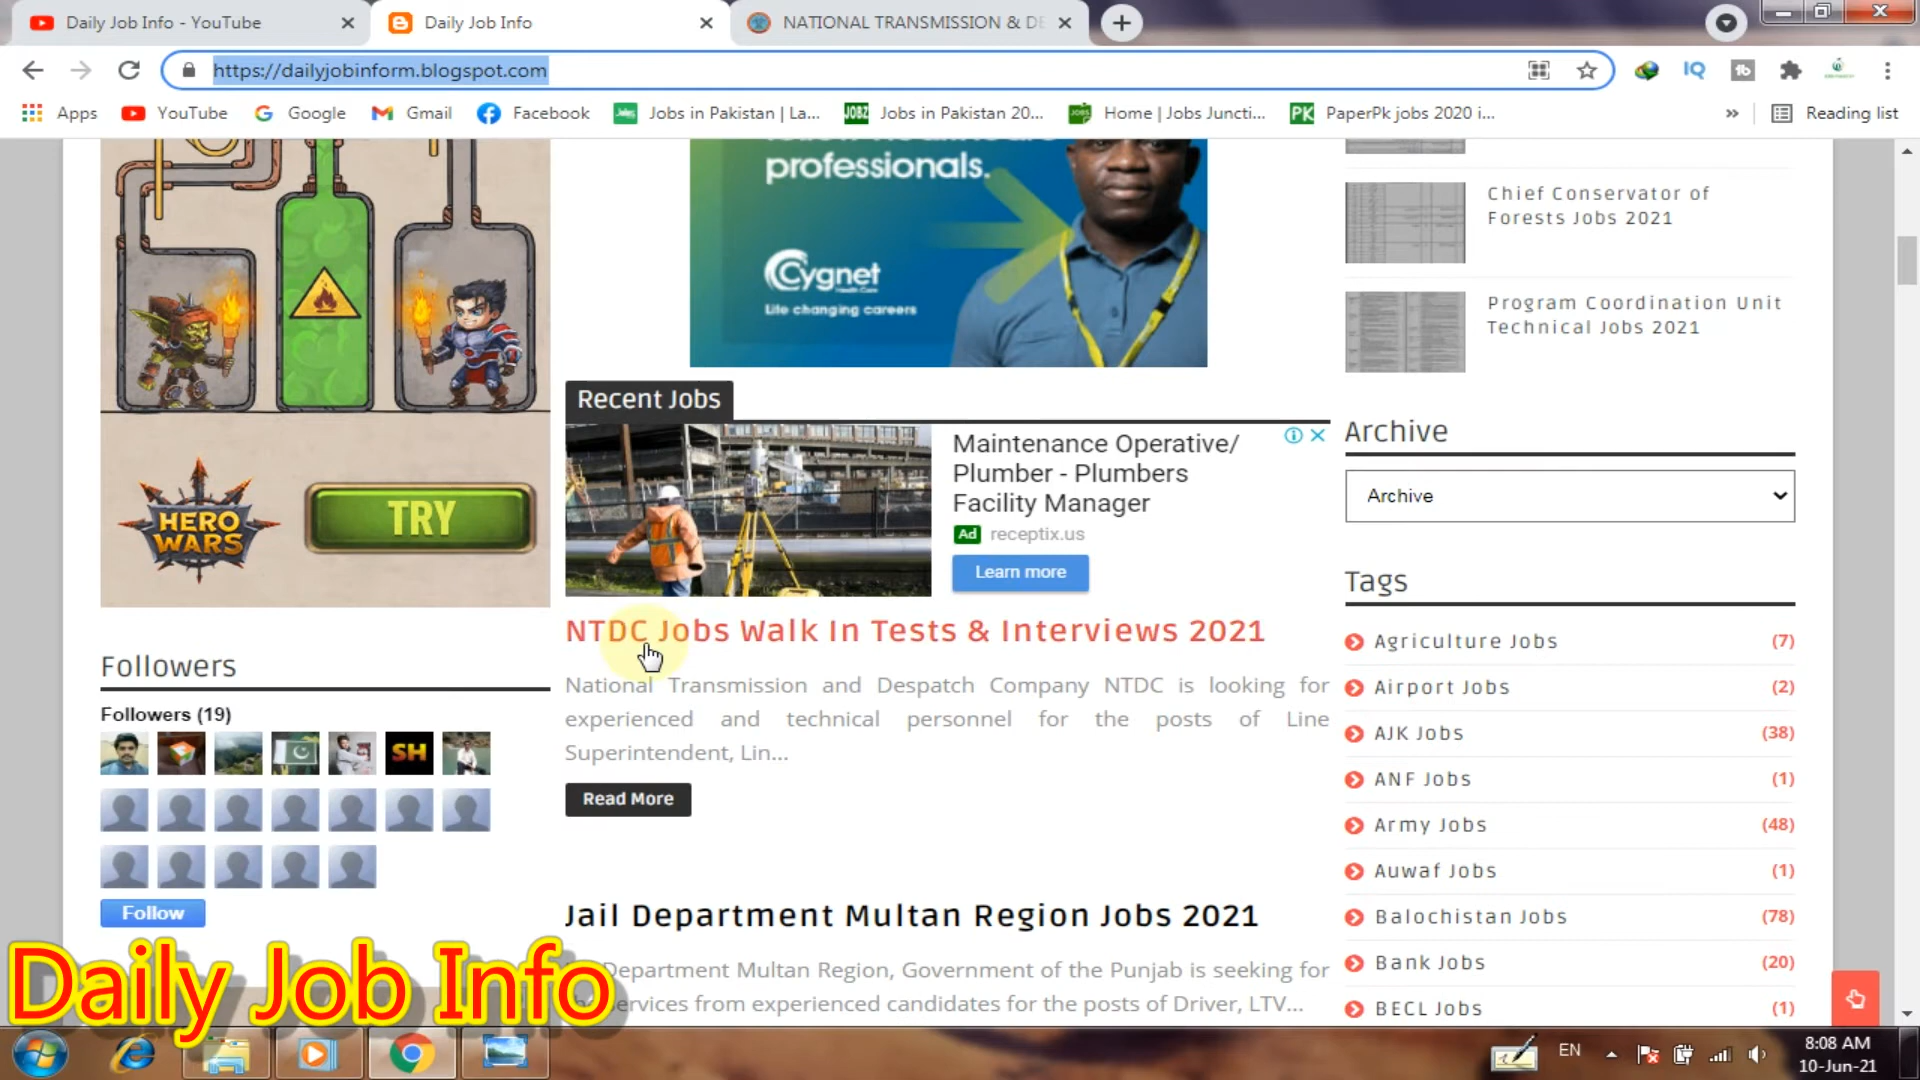 Daily Job Info - YouTube
Daily Job Info
NATIONAL TRANSMISSION & DE
https://dailyjobinform.blogspot.com
IQ
tb
Apps
YouTube
Google
Gmail
Facebook
Jobs in Pakistan | La...
JOBZ
Jobs in Pakistan 20...
Home | Jobs Juncti...
PK
PaperPk jobs 2020 i...
»
Reading list
professionals.
Cygnet
Health Care
Life changing careers
HERO
WARS
TRY
Followers
Followers (19)
SH
Follow
Recent Jobs
Maintenance Operative/
Plumber - Plumbers
Facility Manager
Ad receptix.us
Learn more
NTDC Jobs Walk In Tests & Interviews 2021
National Transmission and Despatch Company NTDC is looking for
experienced and technical personnel for the posts of Line
Superintendent, Lin...
Read More
Jail Department Multan Region Jobs 2021
Department Multan Region, Government of the Punjab is seeking for
services from experienced candidates for the posts of Driver, LTV...
Chief Conservator of
Forests Jobs 2021
Program Coordination Unit
Technical Jobs 2021
Archive
Archive
Tags
Agriculture Jobs (7)
Airport Jobs (2)
AJK Jobs (38)
ANF Jobs (1)
Army Jobs (48)
Auwaf Jobs (1)
Balochistan Jobs (78)
Bank Jobs (20)
BECL Jobs (1)
Daily Job Info
EN
8:08 AM
10-Jun-21